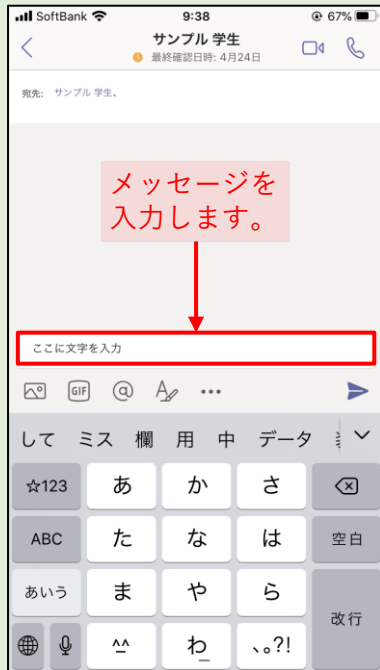 SoftBank 9:38 67%
サンプル 学生
最終確認日時: 4月24日
宛先: サンプル 学生、
メッセージを
入力します。
ここに文字を入力
GIF @ A
して ミス 欄 用 中 データ
☆123 あ か さ
ABC た な は 空白
あいう ま や ら
改行
^^ わ_ 、。?!